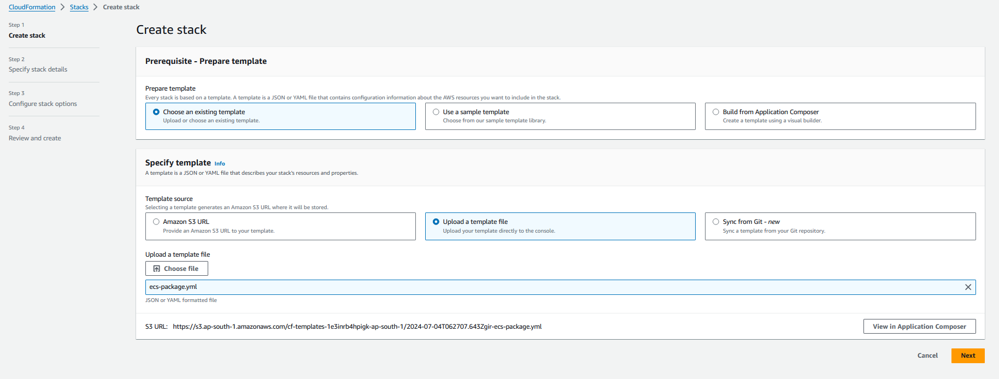 CloudFormation > Stacks > Create stack
Step 1
Create stack
Step 2
Specify stack details
Step 3
Configure stack options
Step 4
Review and create
Create stack
Prerequisite - Prepare template
Prepare template
Every stack is based on a template. A template is a JSON or YAML file that contains configuration information about the AWS resources you want to include in the stack.
Choose an existing template
Upload or choose an existing template.
Use a sample template
Choose from our sample template library.
Build from Application Composer
Create a template using a visual builder.
Specify template Info
A template is a JSON or YAML file that describes your stack's resources and properties.
Template source
Selecting a template generates an Amazon S3 URL where it will be stored.
Amazon S3 URL
Provide an Amazon S3 URL to your template.
Upload a template file
Upload your template directly to the console.
Sync from Git - new
Sync a template from your Git repository.
Upload a template file
Choose file
ecs-package.yml
JSON or YAML formatted file
S3 URL: https://s3.ap-south-1.amazonaws.com/cf-templates-1e3inrb4hpigk-ap-south-1/2024-07-04T062707.643Zgir-ecs-package.yml
View in Application Composer
Cancel
Next